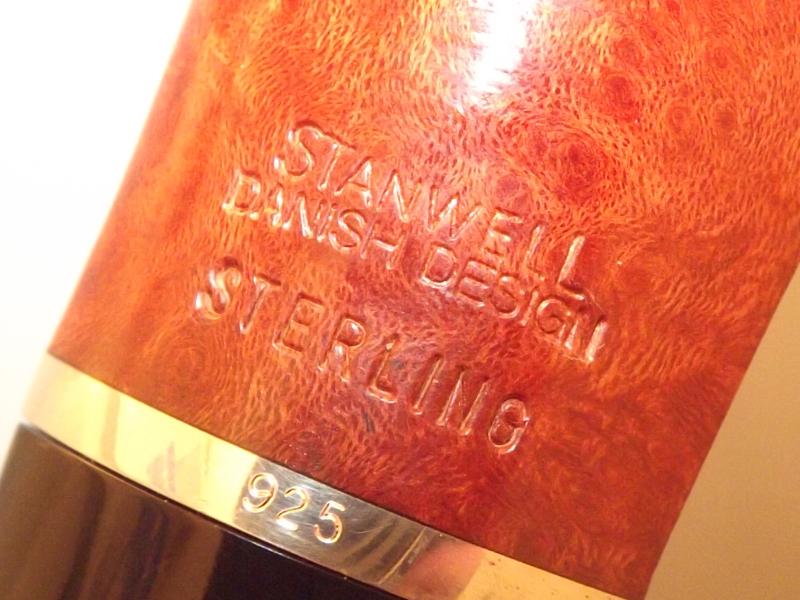 STANWELL
DANISH DESIGN
STERLING
925